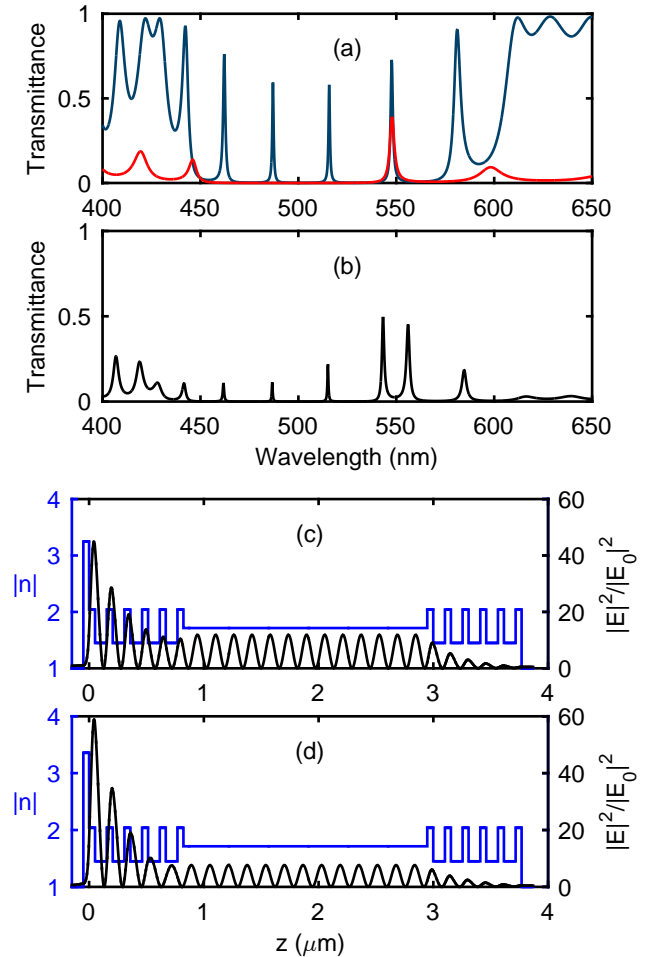 1
(a)
Transmittance
0.5
0
400 450 500 550 600 650
1
(b)
Transmittance
0.5
0
400 450 500 550 600 650
Wavelength (nm)
4 60
(c)
3 40
|n| |E|²/|E₀|²
2 20
1 0
0 1 2 3 4
4 60
(d)
3 40
|n| |E|²/|E₀|²
2 20
1 0
0 1 2 3 4
z (μm)